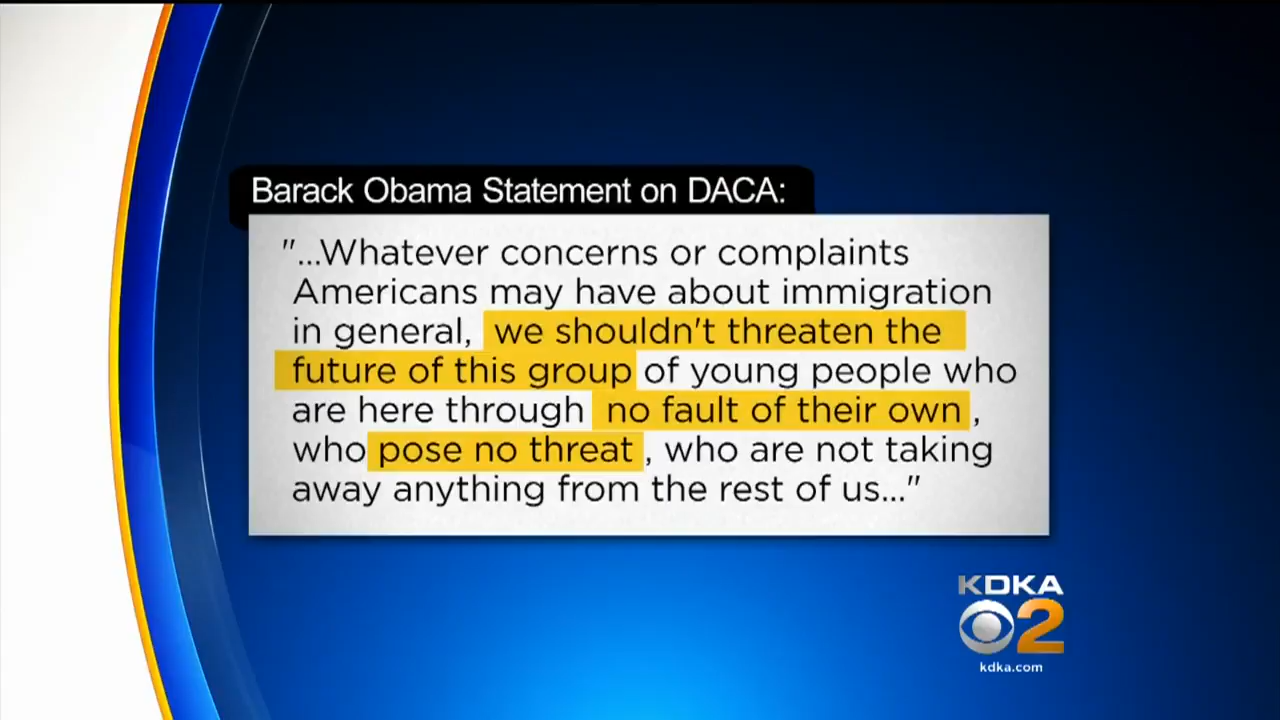 Barack Obama Statement on DACA:
"...Whatever concerns or complaints
Americans may have about immigration
in general, we shouldn't threaten the
future of this group of young people who
are here through no fault of their own,
who pose no threat, who are not taking
away anything from the rest of us..."
KDKA
2
kdka.com